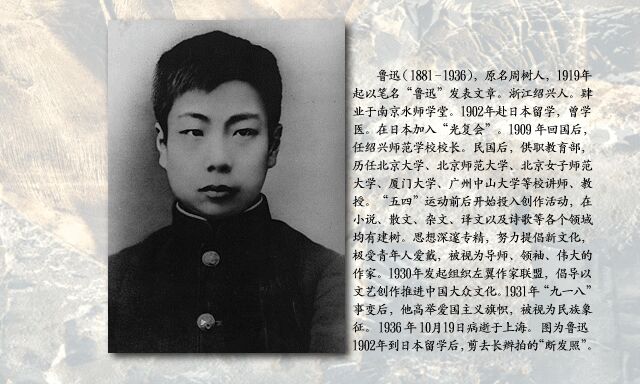 鲁迅（1881-1936），原名周树人，1919年
起以笔名“鲁迅”发表文章。浙江绍兴人。肄
业于南京水师学堂。1902年赴日本留学，曾学
医。在日本加入“光复会”。1909年回国后，
任绍兴师范学校校长。民国后，供职教育部，
历任北京大学、北京师范大学、北京女子师范
大学、厦门大学、广州中山大学等校讲师、教
授。“五四”运动前后开始投入创作活动，在
小说、散文、杂文、译文以及诗歌等各个领域
均有建树。思想深邃专精，努力提倡新文化，
极受青年人爱戴，被视为导师、领袖、伟大的
作家。1930年发起组织左翼作家联盟，倡导以
文艺创作推进中国大众文化。1931年“九一八”
事变后，他高举爱国主义旗帜，被视为民族象
征。1936年10月19日病逝于上海。图为鲁迅
1902年到日本留学后，剪去长辫拍的“断发照”。